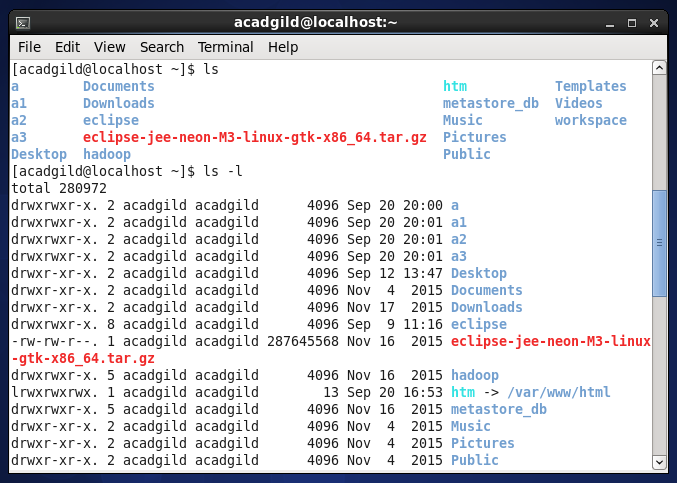 acadgild@localhost:~
File Edit View Search Terminal Help
[acadgild@localhost ~]$ ls
a        Documents                                    htm           Templates
a1       Downloads                                    metastore_db  Videos
a2       eclipse                                      Music         workspace
a3       eclipse-jee-neon-M3-linux-gtk-x86_64.tar.gz  Pictures
Desktop  hadoop                                       Public
[acadgild@localhost ~]$ ls -l
total 280972
drwxrwxr-x. 2 acadgild acadgild      4096 Sep 20 20:00 a
drwxrwxr-x. 2 acadgild acadgild      4096 Sep 20 20:01 a1
drwxrwxr-x. 2 acadgild acadgild      4096 Sep 20 20:01 a2
drwxrwxr-x. 2 acadgild acadgild      4096 Sep 20 20:01 a3
drwxr-xr-x. 2 acadgild acadgild      4096 Sep 12 13:47 Desktop
drwxr-xr-x. 2 acadgild acadgild      4096 Nov  4  2015 Documents
drwxr-xr-x. 2 acadgild acadgild      4096 Nov 17  2015 Downloads
drwxrwxr-x. 8 acadgild acadgild      4096 Sep  9 11:16 eclipse
-rw-rw-r--. 1 acadgild acadgild 287645568 Nov 16  2015 eclipse-jee-neon-M3-linux
-gtk-x86_64.tar.gz
drwxrwxr-x. 5 acadgild acadgild      4096 Nov 16  2015 hadoop
lrwxrwxrwx. 1 acadgild acadgild        13 Sep 20 16:53 htm -> /var/www/html
drwxrwxr-x. 5 acadgild acadgild      4096 Nov 16  2015 metastore_db
drwxr-xr-x. 2 acadgild acadgild      4096 Nov  4  2015 Music
drwxr-xr-x. 2 acadgild acadgild      4096 Nov  4  2015 Pictures
drwxr-xr-x. 2 acadgild acadgild      4096 Nov  4  2015 Public